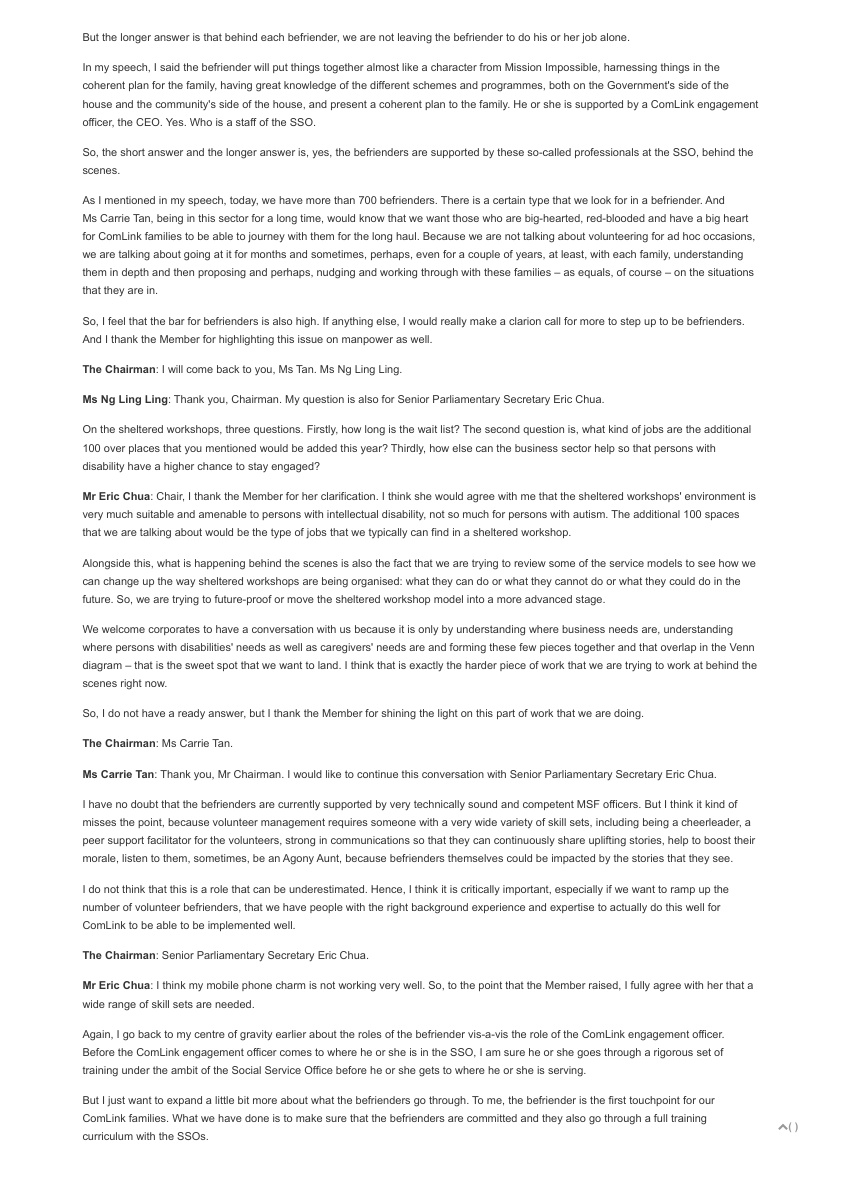 But the longer answer is that behind each befriender, we are not leaving the befriender to do his or her job alone.
In my speech, I said the befriender will put things together almost like a character from Mission Impossible, harnessing things in the
coherent plan for the family, having great knowledge of the different schemes and programmes, both on the Government's side of the
house and the community's side of the house, and present a coherent plan to the family. He or she is supported by a ComLink engagement
officer, the CEO. Yes. Who is a staff of the SSO.
So, the short answer and the longer answer is, yes, the befrienders are supported by these so-called professionals at the SSO, behind the
scenes.
As I mentioned in my speech, today, we have more than 700 befrienders. There is a certain type that we look for in a befriender. And
Ms Carrie Tan, being in this sector for a long time, would know that we want those who are big-hearted, red-blooded and have a big heart
for ComLink families to be able to journey with them for the long haul. Because we are not talking about volunteering for ad hoc occasions,
we are talking about going at it for months and sometimes, perhaps, even for a couple of years, at least, with each family, understanding
them in depth and then proposing and perhaps, nudging and working through with these families – as equals, of course – on the situations
that they are in.
So, I feel that the bar for befrienders is also high. If anything else, I would really make a clarion call for more to step up to be befrienders.
And I thank the Member for highlighting this issue on manpower as well.
The Chairman: I will come back to you, Ms Tan. Ms Ng Ling Ling.
Ms Ng Ling Ling: Thank you, Chairman. My question is also for Senior Parliamentary Secretary Eric Chua.
On the sheltered workshops, three questions. Firstly, how long is the wait list? The second question is, what kind of jobs are the additional
100 over places that you mentioned would be added this year? Thirdly, how else can the business sector help so that persons with
disability have a higher chance to stay engaged?
Mr Eric Chua: Chair, I thank the Member for her clarification. I think she would agree with me that the sheltered workshops' environment is
very much suitable and amenable to persons with intellectual disability, not so much for persons with autism. The additional 100 spaces
that we are talking about would be the type of jobs that we typically can find in a sheltered workshop.
Alongside this, what is happening behind the scenes is also the fact that we are trying to review some of the service models to see how we
can change up the way sheltered workshops are being organised: what they can do or what they cannot do or what they could do in the
future. So, we are trying to future-proof or move the sheltered workshop model into a more advanced stage.
We welcome corporates to have a conversation with us because it is only by understanding where business needs are, understanding
where persons with disabilities' needs as well as caregivers' needs are and forming these few pieces together and that overlap in the Venn
diagram – that is the sweet spot that we want to land. I think that is exactly the harder piece of work that we are trying to work at behind the
scenes right now.
So, I do not have a ready answer, but I thank the Member for shining the light on this part of work that we are doing.
The Chairman: Ms Carrie Tan.
Ms Carrie Tan: Thank you, Mr Chairman. I would like to continue this conversation with Senior Parliamentary Secretary Eric Chua.
I have no doubt that the befrienders are currently supported by very technically sound and competent MSF officers. But I think it kind of
misses the point, because volunteer management requires someone with a very wide variety of skill sets, including being a cheerleader, a
peer support facilitator for the volunteers, strong in communications so that they can continuously share uplifting stories, help to boost their
morale, listen to them, sometimes, be an Agony Aunt, because befrienders themselves could be impacted by the stories that they see.
I do not think that this is a role that can be underestimated. Hence, I think it is critically important, especially if we want to ramp up the
number of volunteer befrienders, that we have people with the right background experience and expertise to actually do this well for
ComLink to be able to be implemented well.
The Chairman: Senior Parliamentary Secretary Eric Chua.
Mr Eric Chua: I think my mobile phone charm is not working very well. So, to the point that the Member raised, I fully agree with her that a
wide range of skill sets are needed.
Again, I go back to my centre of gravity earlier about the roles of the befriender vis-a-vis the role of the ComLink engagement officer.
Before the ComLink engagement officer comes to where he or she is in the SSO, I am sure he or she goes through a rigorous set of
training under the ambit of the Social Service Office before he or she gets to where he or she is serving.
But I just want to expand a little bit more about what the befrienders go through. To me, the befriender is the first touchpoint for our
ComLink families. What we have done is to make sure that the befrienders are committed and they also go through a full training
curriculum with the SSOs.
( )